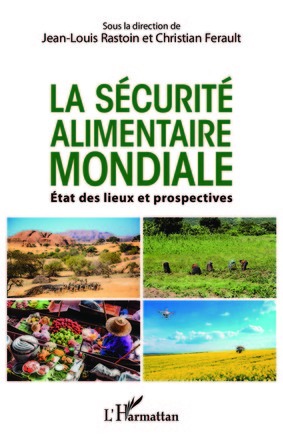 Sous la direction de
Jean-Louis Rastoin et Christian Ferault
LA SÉCURITÉ
ALIMENTAIRE
MONDIALE
État des lieux et prospectives
L'Harmattan